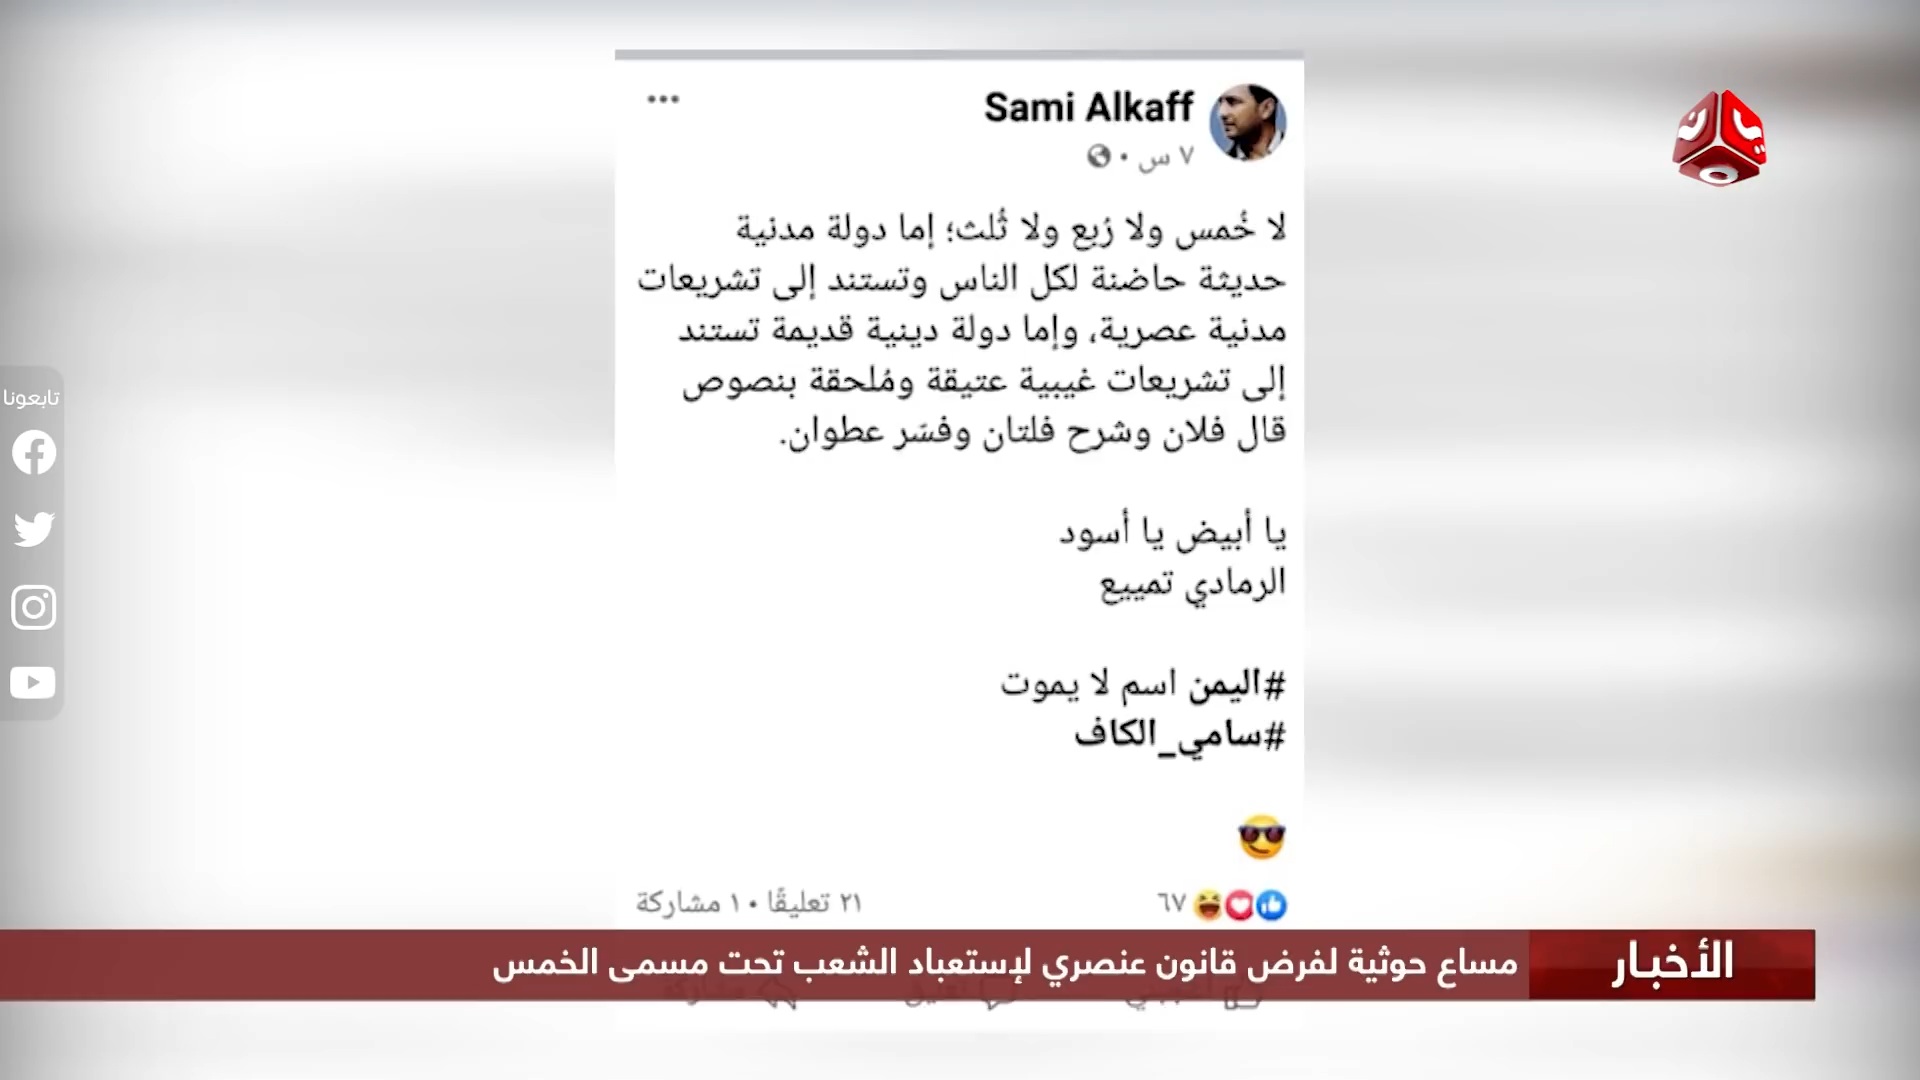 Sami Alkaff
٧ س
لا خُمس ولا رُبع ولا ثُلث؛ إما دولة مدنية
حديثة حاضنة لكل الناس وتستند إلى تشريعات
مدنية عصرية، وإما دولة دينية قديمة تستند
إلى تشريعات غيبية عتيقة ومُلحقة بنصوص
قال فلان وشرح فلتان وفسّر عطوان.
يا أبيض يا أسود
الرمادي تمييع
#اليمن اسم لا يموت
#سامي_الكاف
😎
٦٧
٢١ تعليقًا • ١٠ مشاركة
تابعونا
الأخبار
مساع حوثية لفرض قانون عنصري لإستعباد الشعب تحت مسمى الخمس